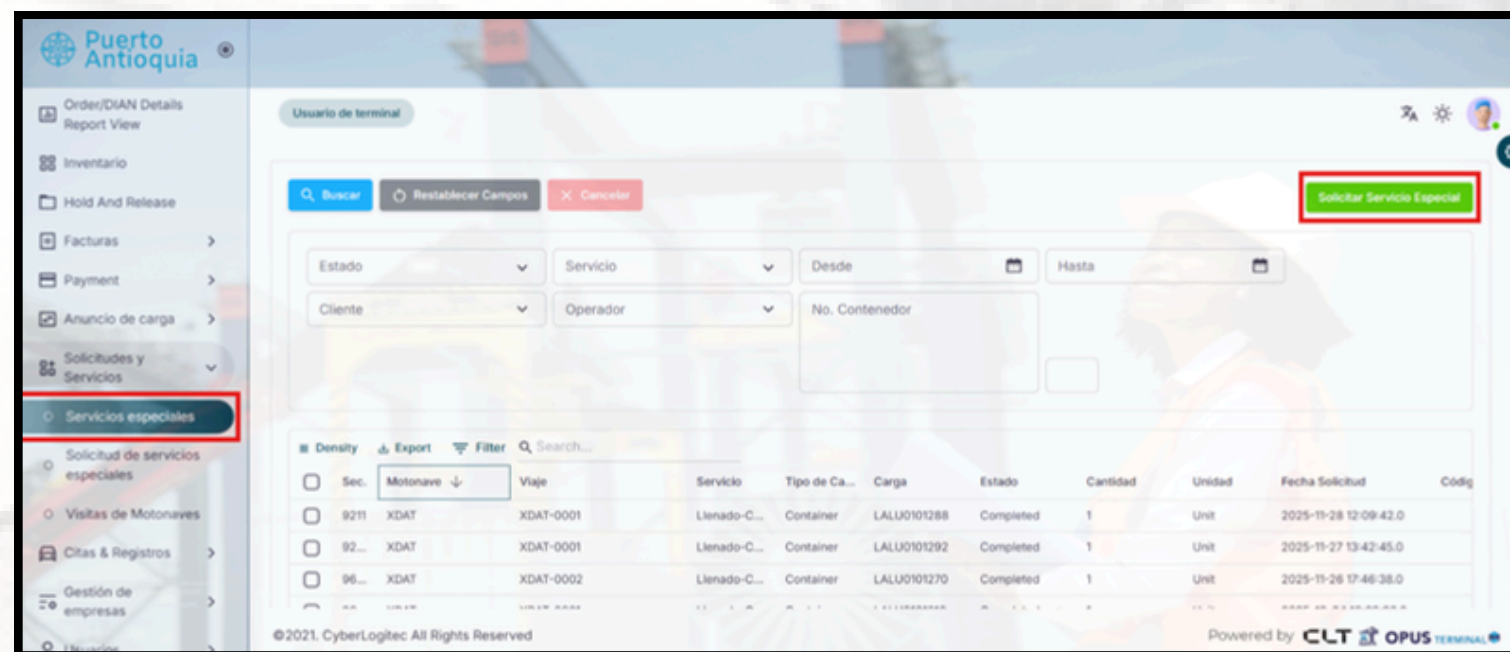 Puerto
Antioquia
Order/DIAN Details
Report View
Inventario
Hold And Release
Facturas
Payment
Anuncio de carga
Solicitudes y
Servicios
Servicios especiales
Solicitud de servicios
especiales
Visitas de Motonaves
Citas & Registros
Gestión de
empresas
Usuarios
Usuario de terminal
Buscar Restablecer Campos Cancelar Solicitar Servicio Especial
Estado Servicio Desde Hasta
Cliente Operador No. Contenedor
Density Export Filter Search...
Sec. Motonave Viaje Servicio Tipo de Ca... Carga Estado Cantidad Unidad Fecha Solicitud Códig
9211 XDAT XDAT-0001 Llenado-C... Container LALU0101288 Completed 1 Unit 2025-11-28 12:09:42.0
92... XDAT XDAT-0001 Llenado-C... Container LALU0101292 Completed 1 Unit 2025-11-27 13:42:45.0
96... XDAT XDAT-0002 Llenado-C... Container LALU0101270 Completed 1 Unit 2025-11-26 17:46:38.0
©2021. CyberLogitec All Rights Reserved Powered by CLT OPUS TERMINAL